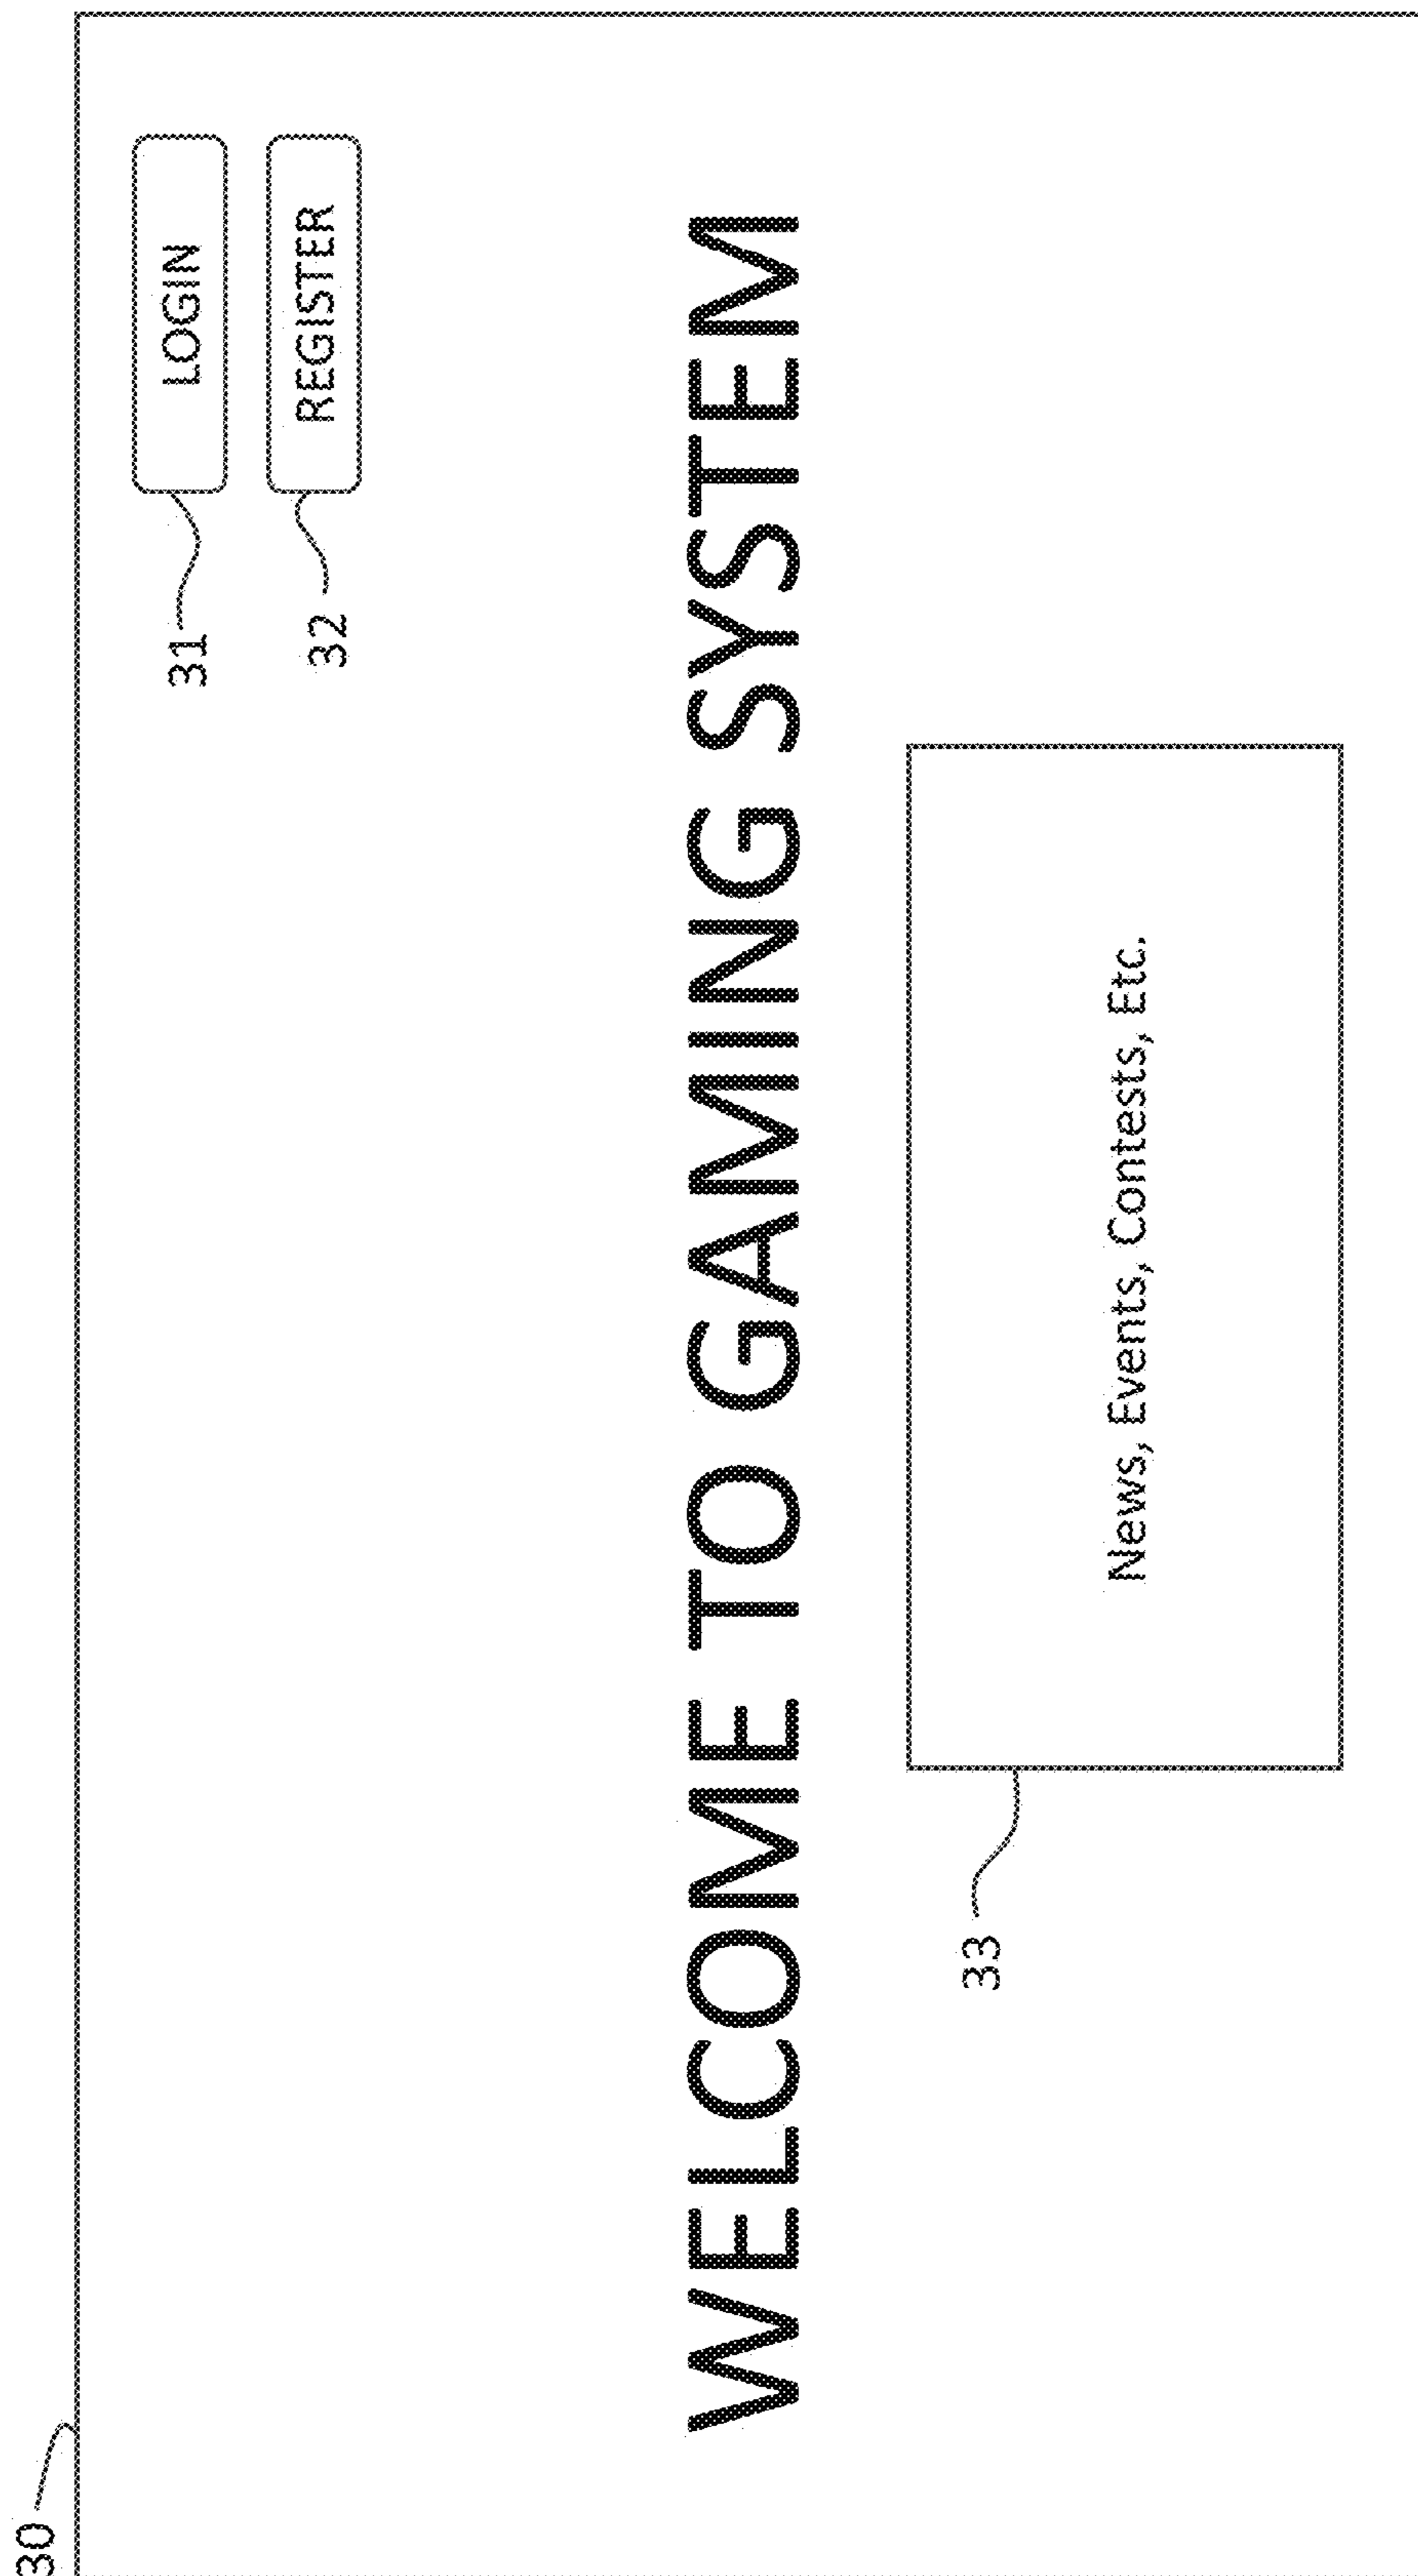 30
31
LOGIN
32
REGISTER
WELCOME TO GAMING SYSTEM
33
News, Events, Contests, Etc.